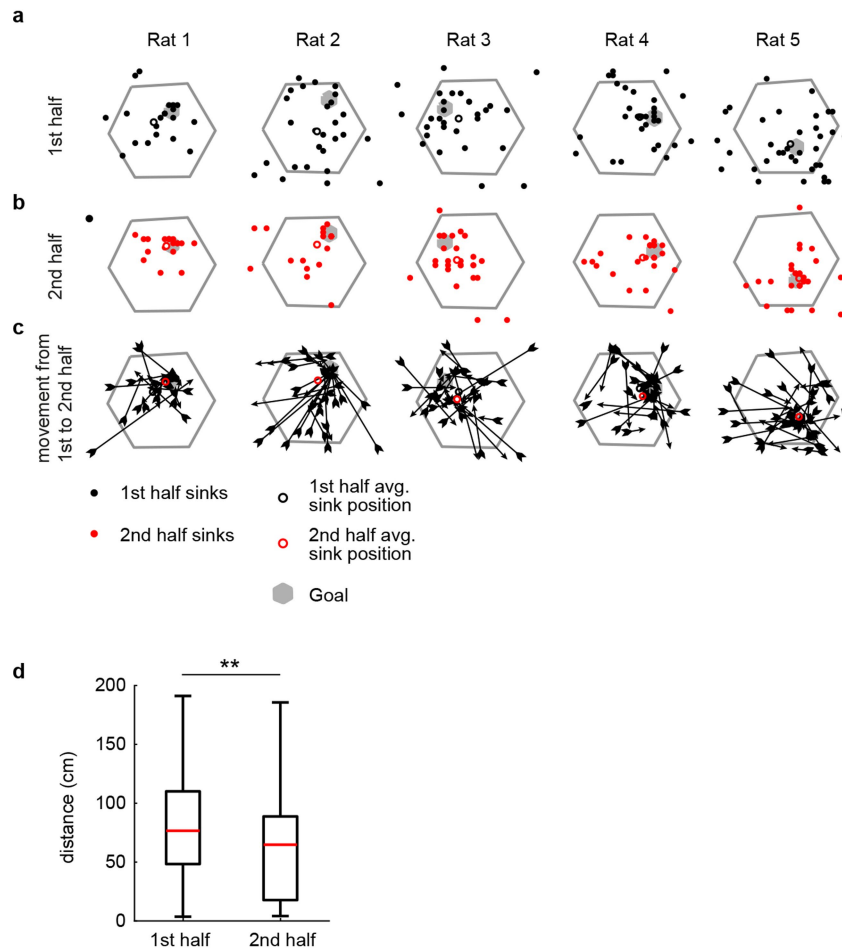 a
Rat 1 Rat 2 Rat 3 Rat 4 Rat 5
1st half
b
2nd half
c
movement from
1st to 2nd half
1st half sinks
2nd half sinks
1st half avg.
sink position
2nd half avg.
sink position
Goal
d
**
200
150
100
50
0
distance (cm)
1st half 2nd half